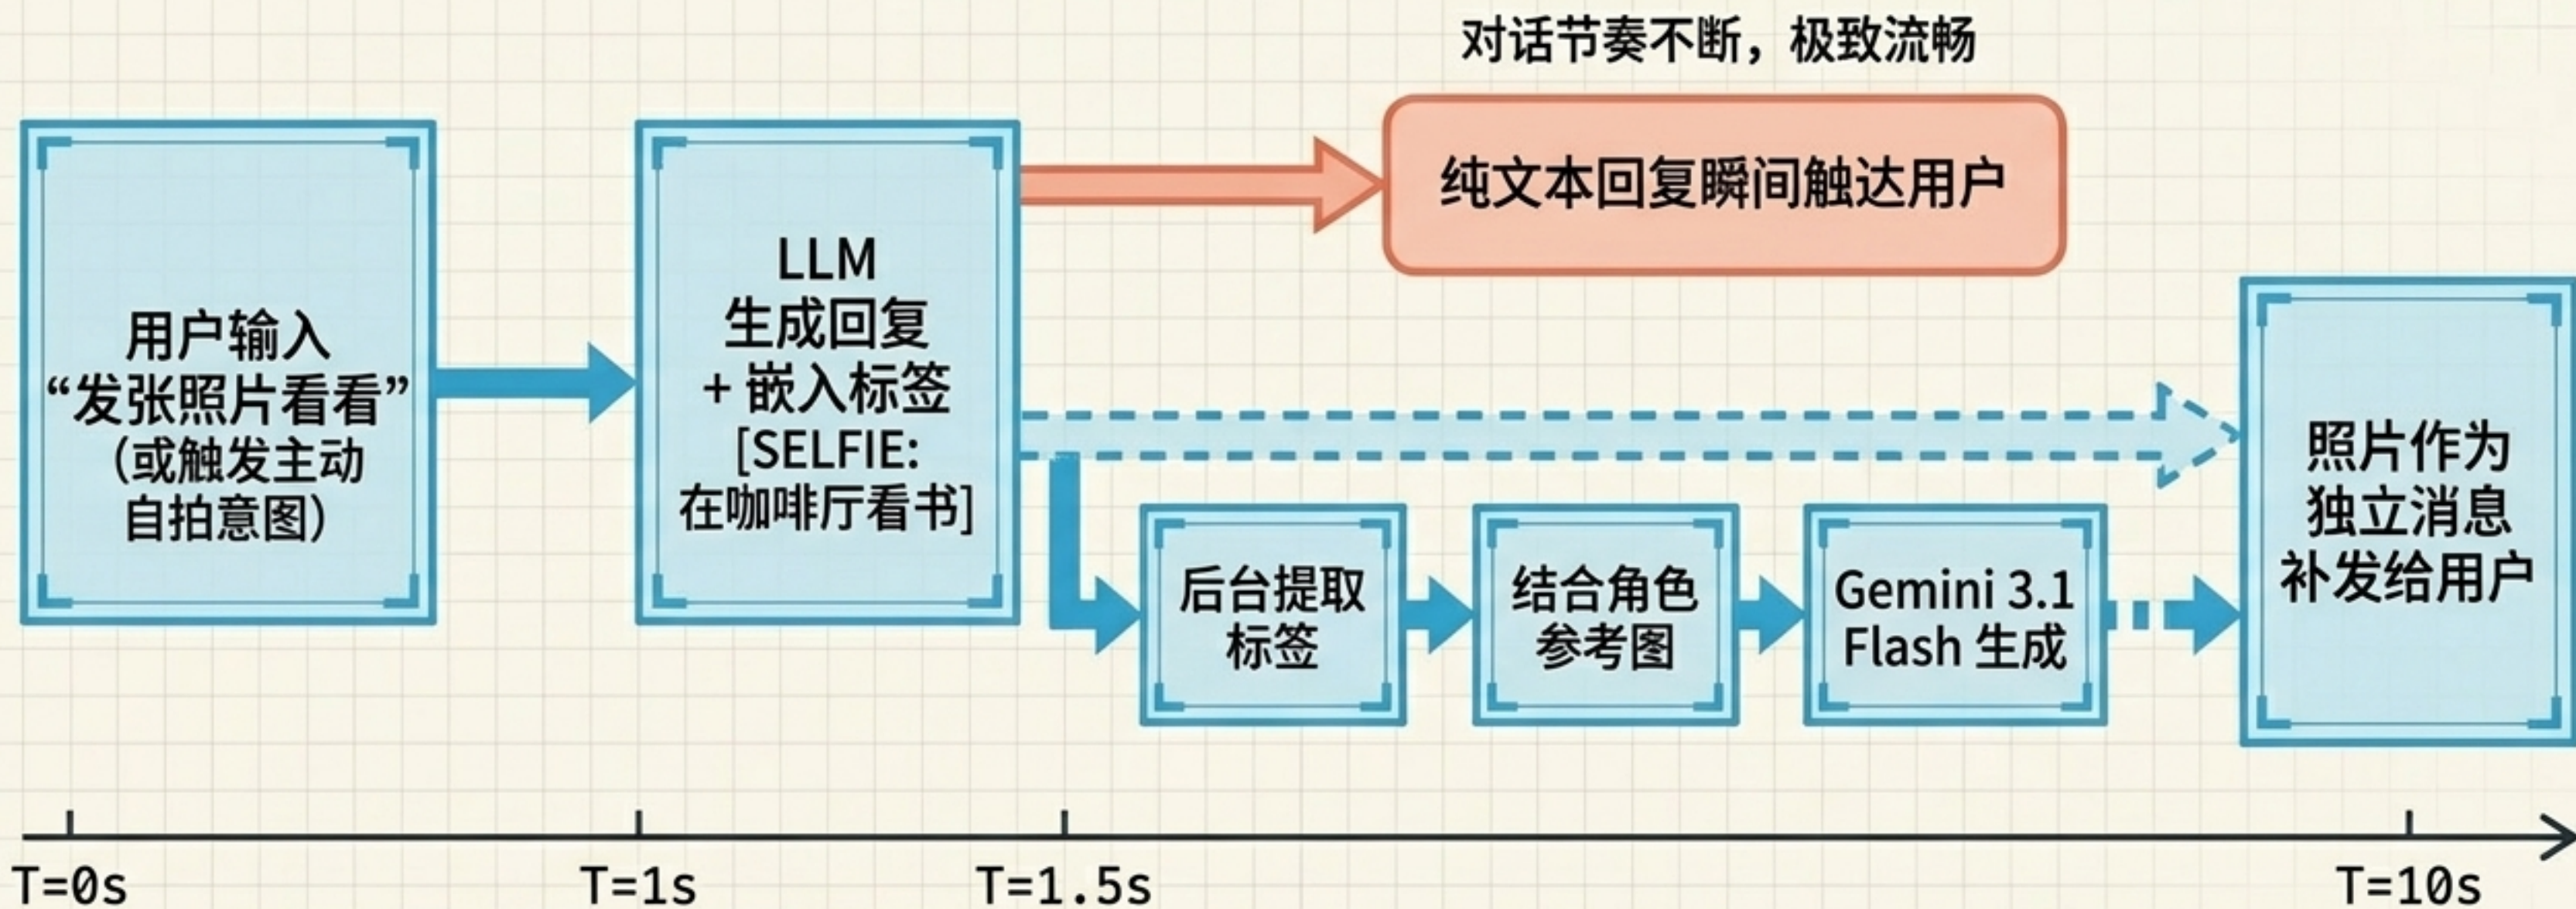 对话节奏不断，极致流畅
用户输入
“发张照片看看”
（或触发主动
自拍意图）
LLM
生成回复
+ 嵌入标签
[SELFIE:
在咖啡厅看书]
纯文本回复瞬间触达用户
后台提取
标签
结合角色
参考图
Gemini 3.1
Flash 生成
照片作为
独立消息
补发给用户
T=0s
T=1s
T=1.5s
T=10s